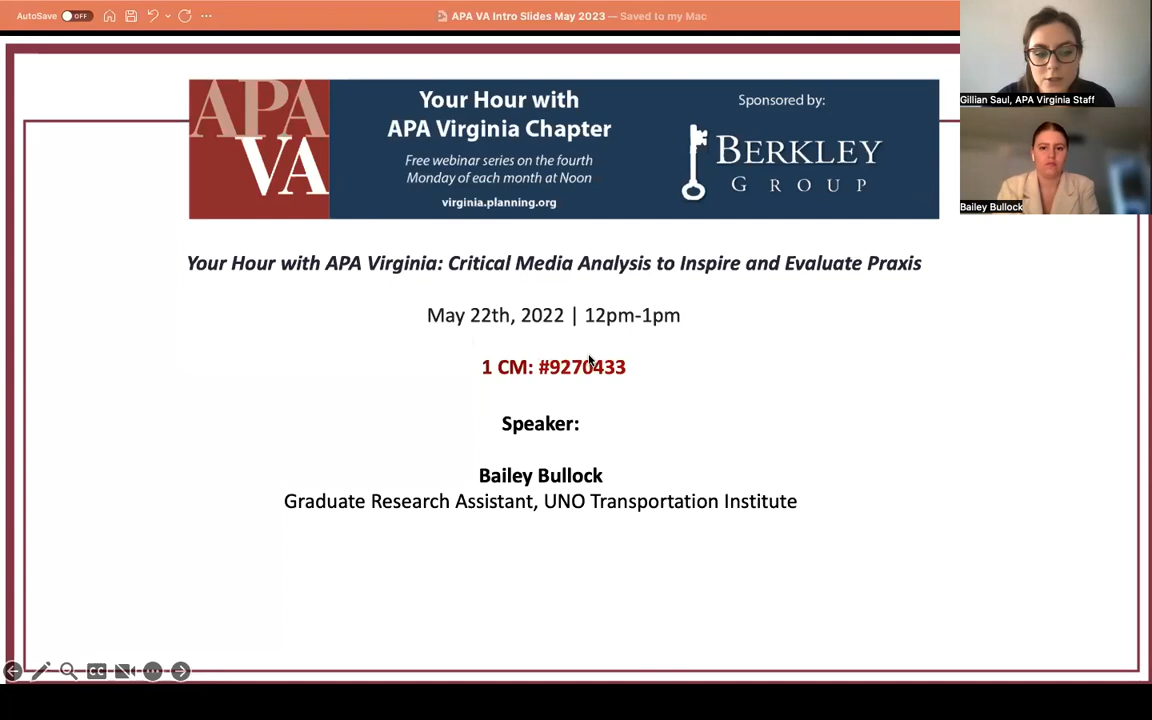 AutoSave OFF
APA VA Intro Slides May 2023 — Saved to my Mac
Gillian Saul, APA Virginia Staff
Bailey Bullock
APA
VA
Your Hour with
APA Virginia Chapter
Free webinar series on the fourth
Monday of each month at Noon
virginia.planning.org
Sponsored by:
BERKLEY
GROUP
Your Hour with APA Virginia: Critical Media Analysis to Inspire and Evaluate Praxis
May 22th, 2022 | 12pm-1pm
1 CM: #9270433
Speaker:
Bailey Bullock
Graduate Research Assistant, UNO Transportation Institute
CC